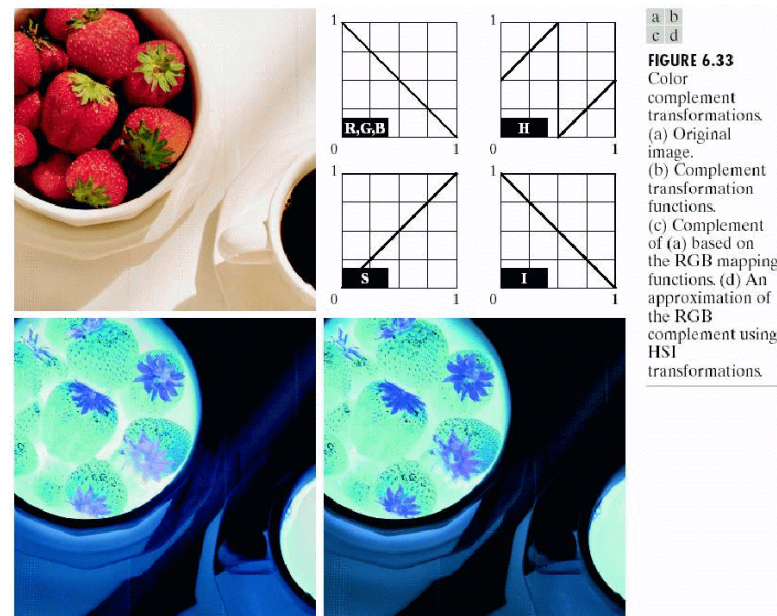 1
R,G,B
0
1
1
H
0
1
1
S
0
1
1
I
0
1
a b
c d
FIGURE 6.33
Color
complement
transformations.
(a) Original
image.
(b) Complement
transformation
functions.
(c) Complement
of (a) based on
the RGB mapping
functions. (d) An
approximation of
the RGB
complement using
HSI
transformations.